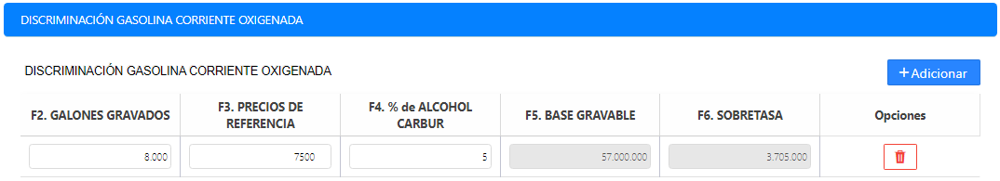 DISCRIMINACIÓN GASOLINA CORRIENTE OXIGENADA
DISCRIMINACIÓN GASOLINA CORRIENTE OXIGENADA
+Adicionar
F2. GALONES GRAVADOS
F3. PRECIOS DE
REFERENCIA
F4. % de ALCOHOL
CARBUR
F5. BASE GRAVABLE
F6. SOBRETASA
Opciones
8.000
7500
5
57.000.000
3.705.000